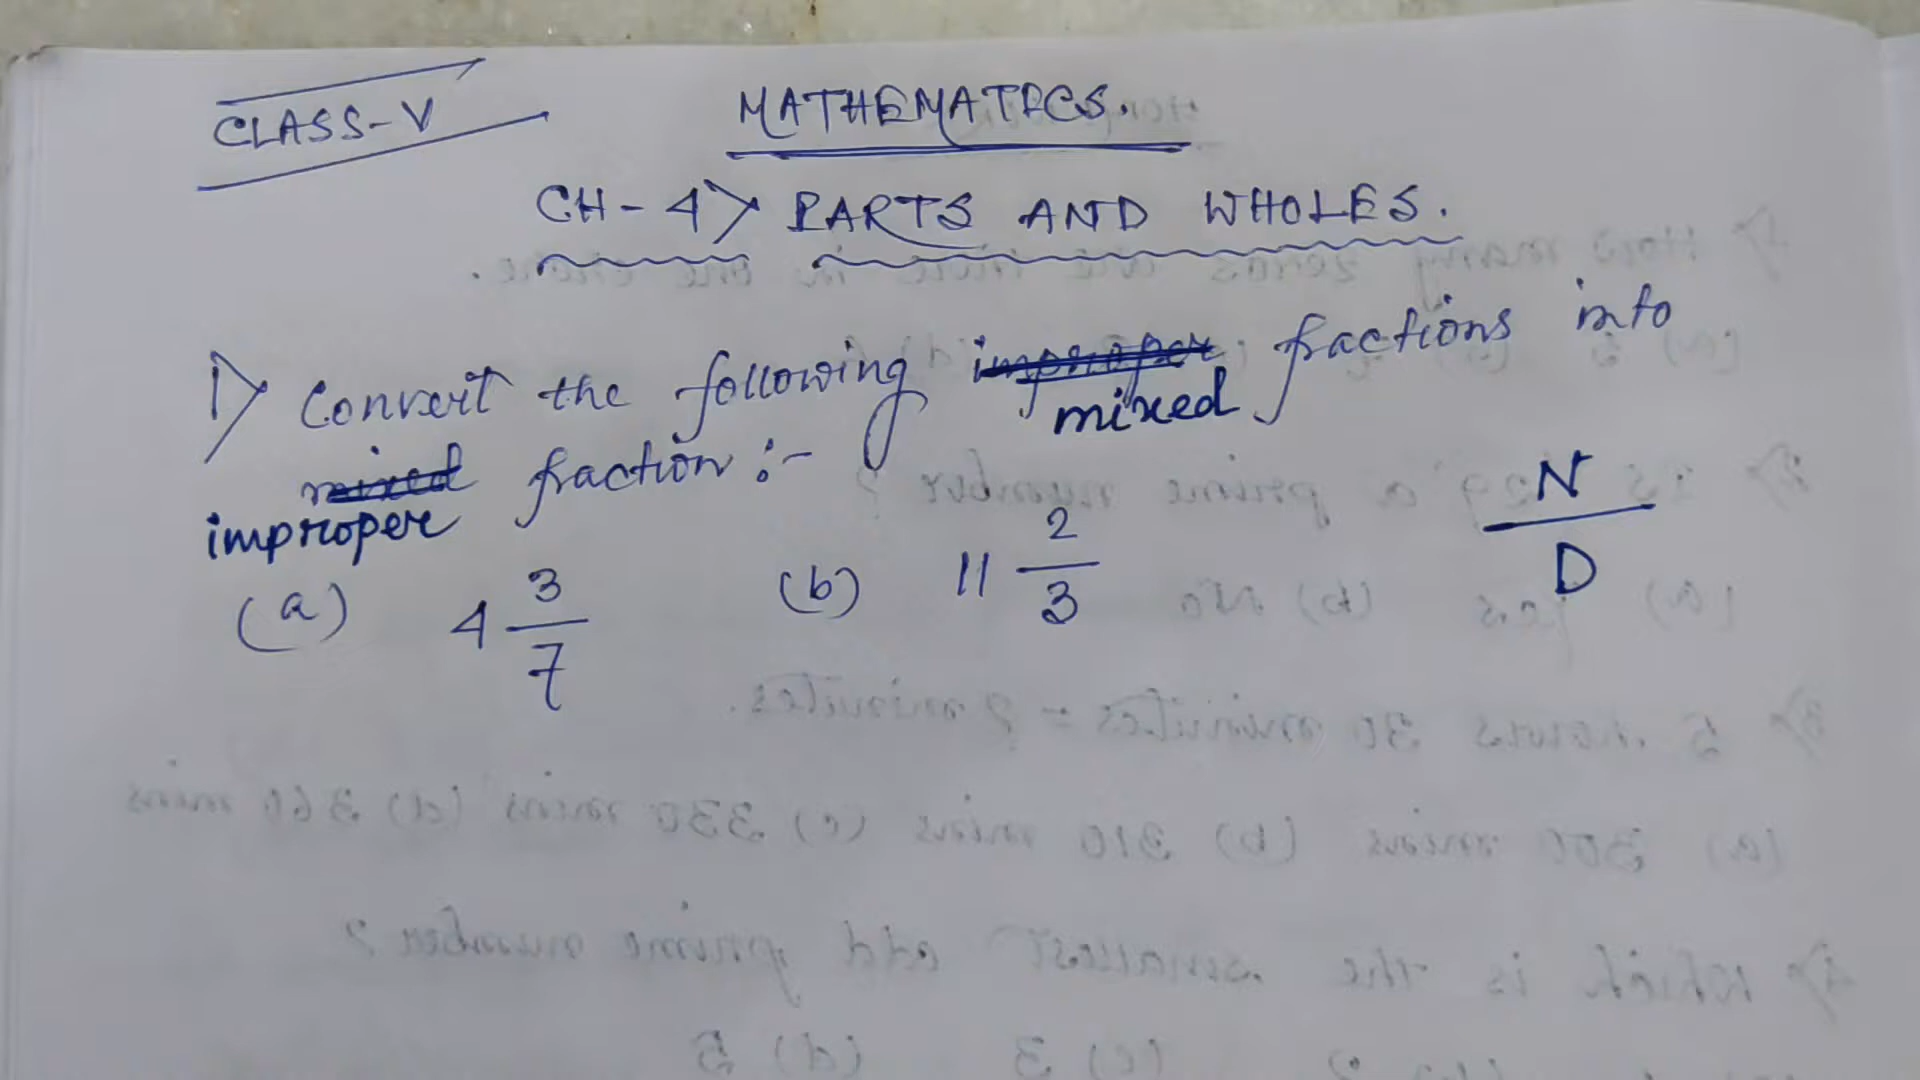 CLASS-V
MATHEMATICS.
CH-4> PARTS AND WHOLES.
1> Convert the following improper fractions into
mixed
mixed fraction :-
improper
(a) 4 3/7 (b) 11 2/3
N
D